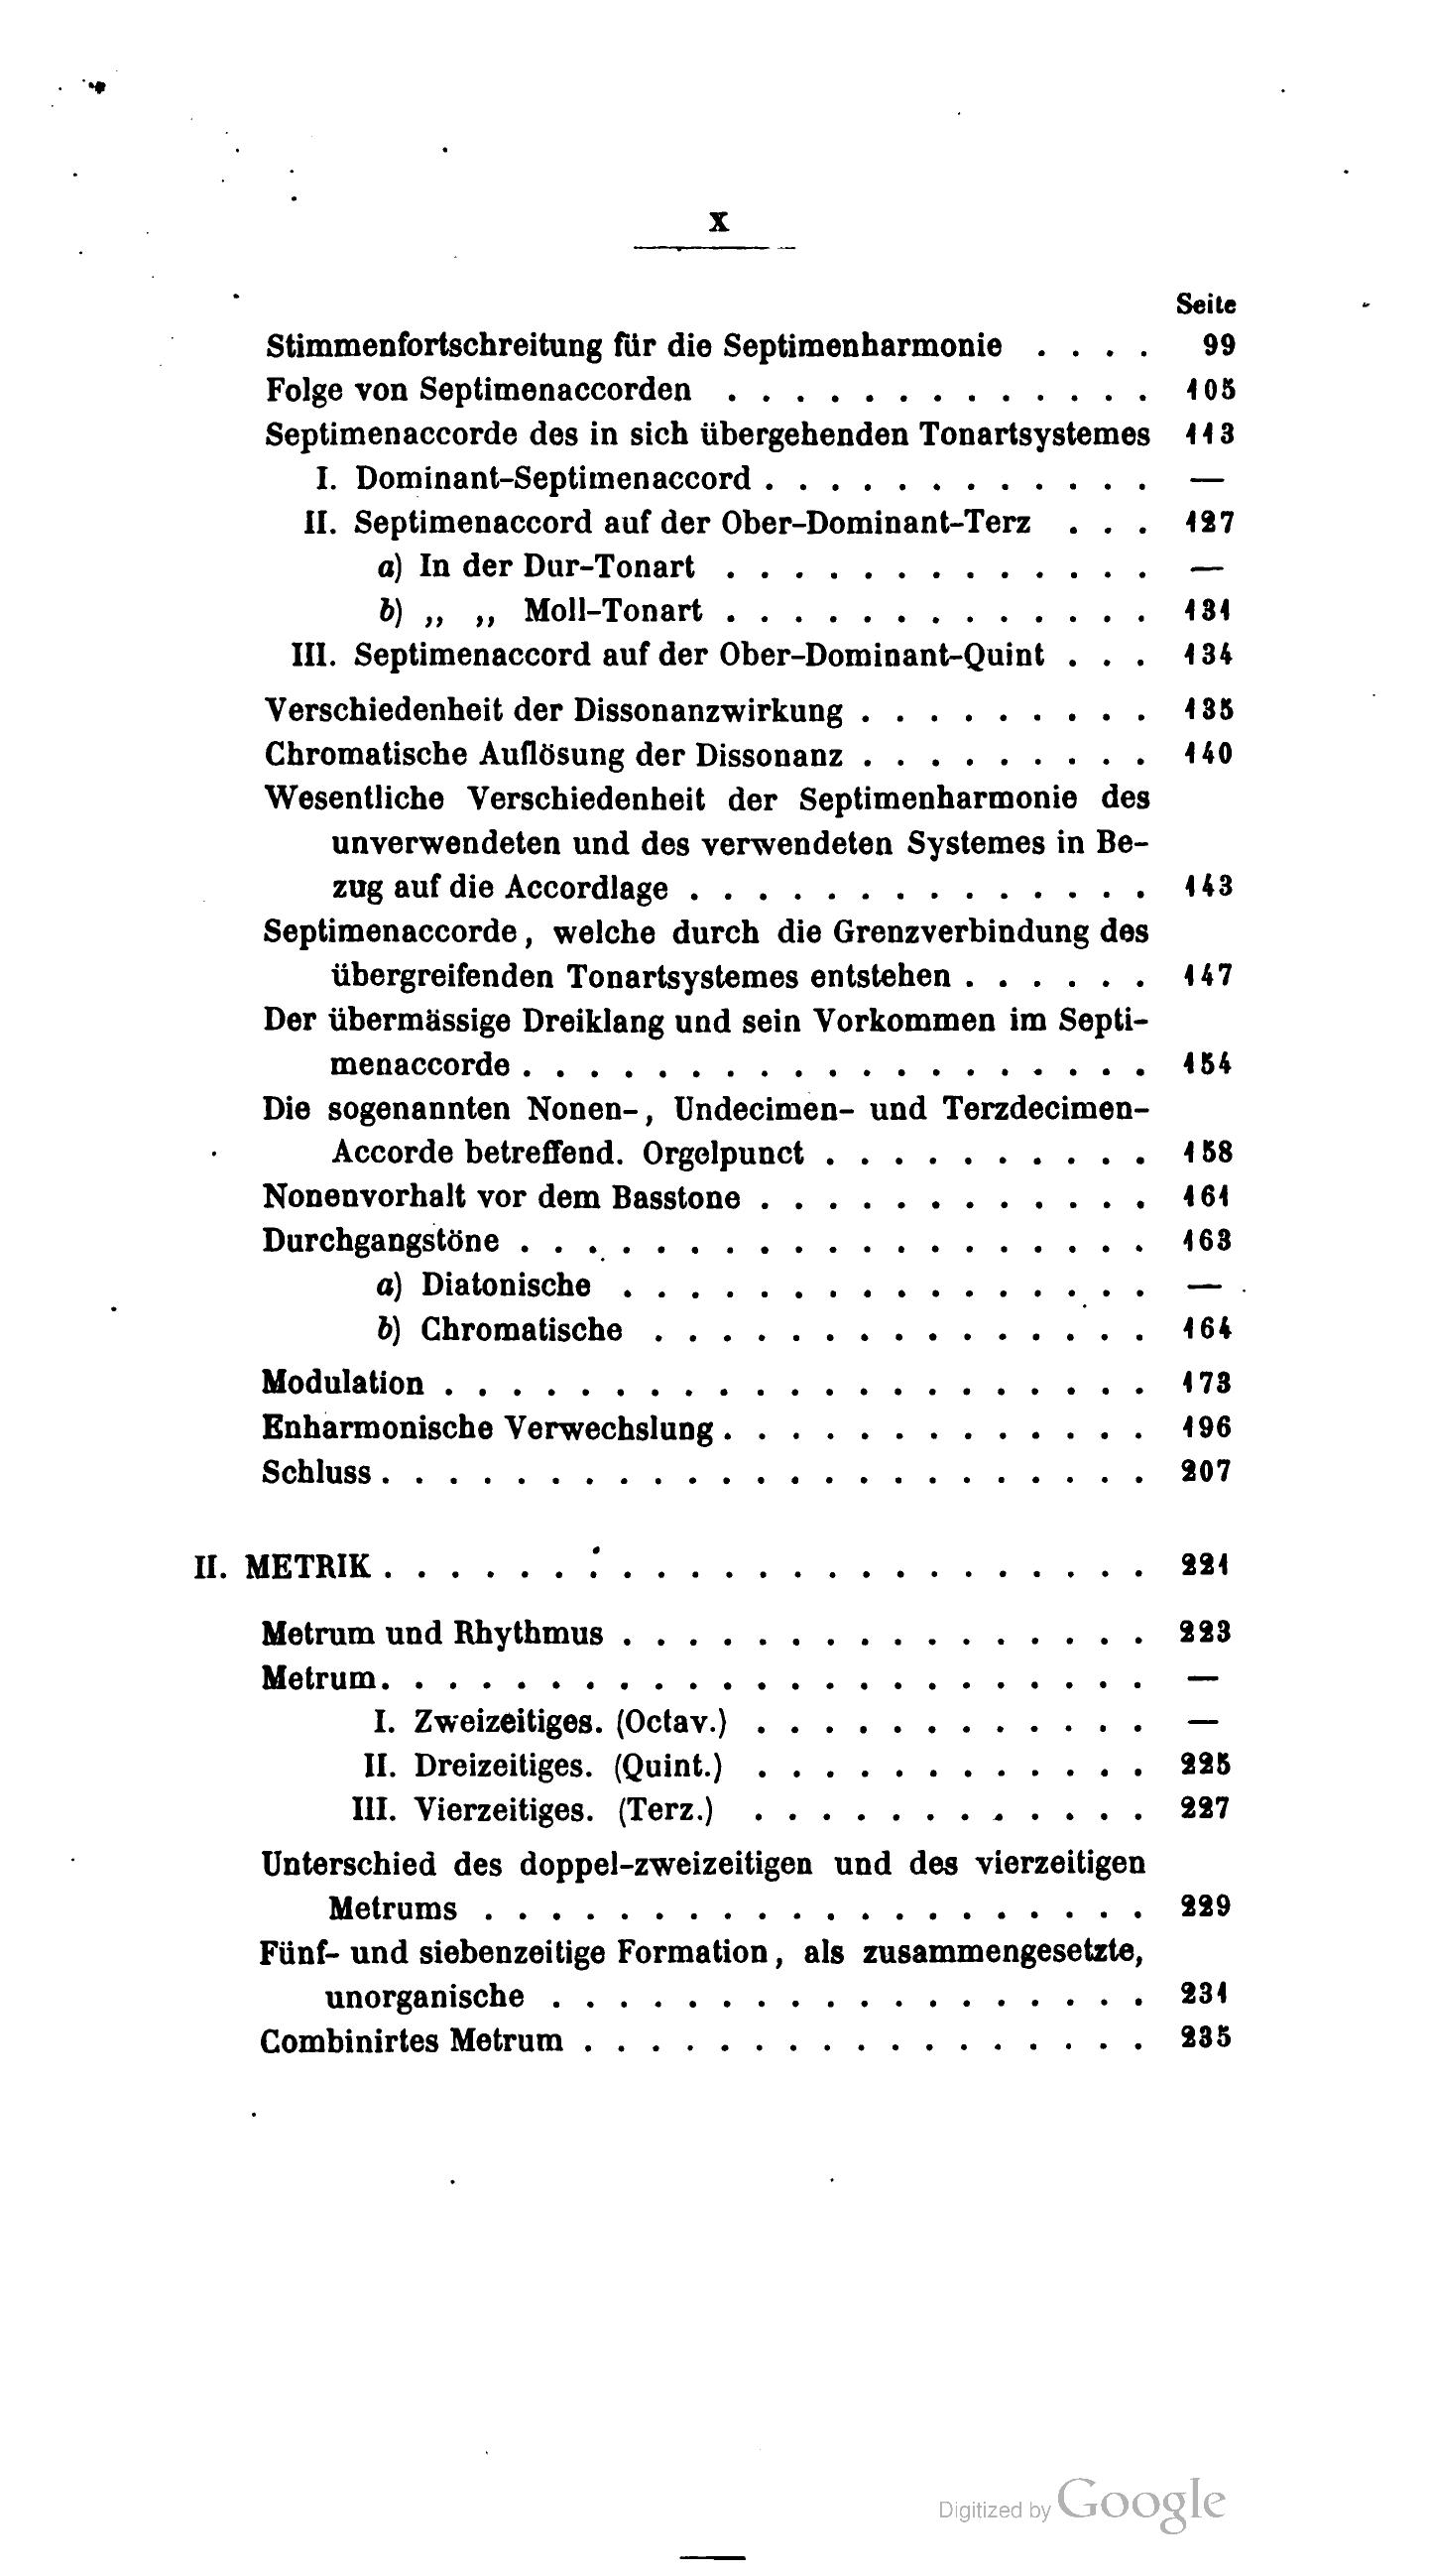 X
Seite
Stimmenfortschreitung für die Septimenharmonie . . . . 99
Folge von Septimenaccorden . . . . . . . . . . . . . 105
Septimenaccorde des in sich übergehenden Tonartsystemes 113
I. Dominant-Septimenaccord . . . . . . . . . . . . —
II. Septimenaccord auf der Ober-Dominant-Terz . . . 127
a) In der Dur-Tonart . . . . . . . . . . . . . —
b) „ „ Moll-Tonart . . . . . . . . . . . . . 131
III. Septimenaccord auf der Ober-Dominant-Quint . . . 134
Verschiedenheit der Dissonanzwirkung . . . . . . . . . 135
Chromatische Auflösung der Dissonanz . . . . . . . . . 140
Wesentliche Verschiedenheit der Septimenharmonie des
unverwendeten und des verwendeten Systemes in Be-
zug auf die Accordlage . . . . . . . . . . . . . . 143
Septimenaccorde, welche durch die Grenzverbindung des
übergreifenden Tonartsystemes entstehen . . . . . . 147
Der übermässige Dreiklang und sein Vorkommen im Septi-
menaccorde . . . . . . . . . . . . . . . . . . . 154
Die sogenannten Nonen-, Undecimen- und Terzdecimen-
Accorde betreffend. Orgelpunct . . . . . . . . . . 158
Nonenvorhalt vor dem Basstone . . . . . . . . . . . . 161
Durchgangstöne . . . . . . . . . . . . . . . . . . . 163
a) Diatonische . . . . . . . . . . . . . . . . —
b) Chromatische . . . . . . . . . . . . . . . 164
Modulation . . . . . . . . . . . . . . . . . . . . . 173
Enharmonische Verwechslung . . . . . . . . . . . . . 196
Schluss . . . . . . . . . . . . . . . . . . . . . . . 207
II. METRIK . . . . . . . . . . . . . . . . . . . . . . . 221
Metrum und Rhythmus . . . . . . . . . . . . . . . . 223
Metrum . . . . . . . . . . . . . . . . . . . . . . . —
I. Zweizeitiges. (Octav.) . . . . . . . . . . . . —
II. Dreizeitiges. (Quint.) . . . . . . . . . . . . 225
III. Vierzeitiges. (Terz.) . . . . . . . . . . . . 227
Unterschied des doppel-zweizeitigen und des vierzeitigen
Metrums . . . . . . . . . . . . . . . . . . . . 229
Fünf- und siebenzeitige Formation, als zusammengesetzte,
unorganische . . . . . . . . . . . . . . . . . . 231
Combinirtes Metrum . . . . . . . . . . . . . . . . . 235
Digitized by Google